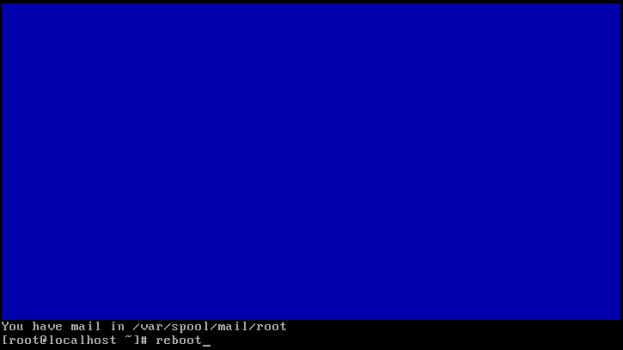 You have mail in /var/spool/mail/root
[root@localhost ~]# reboot_